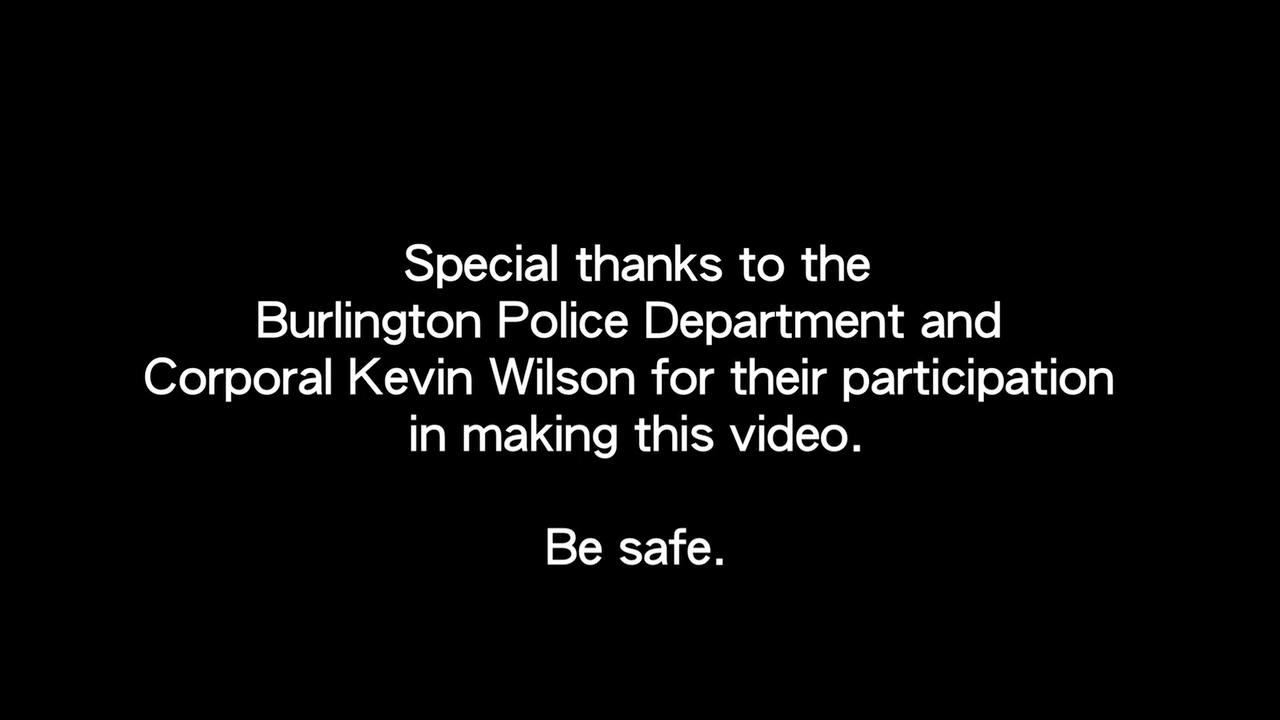 Special thanks to the
Burlington Police Department and
Corporal Kevin Wilson for their participation
in making this video.
Be safe.